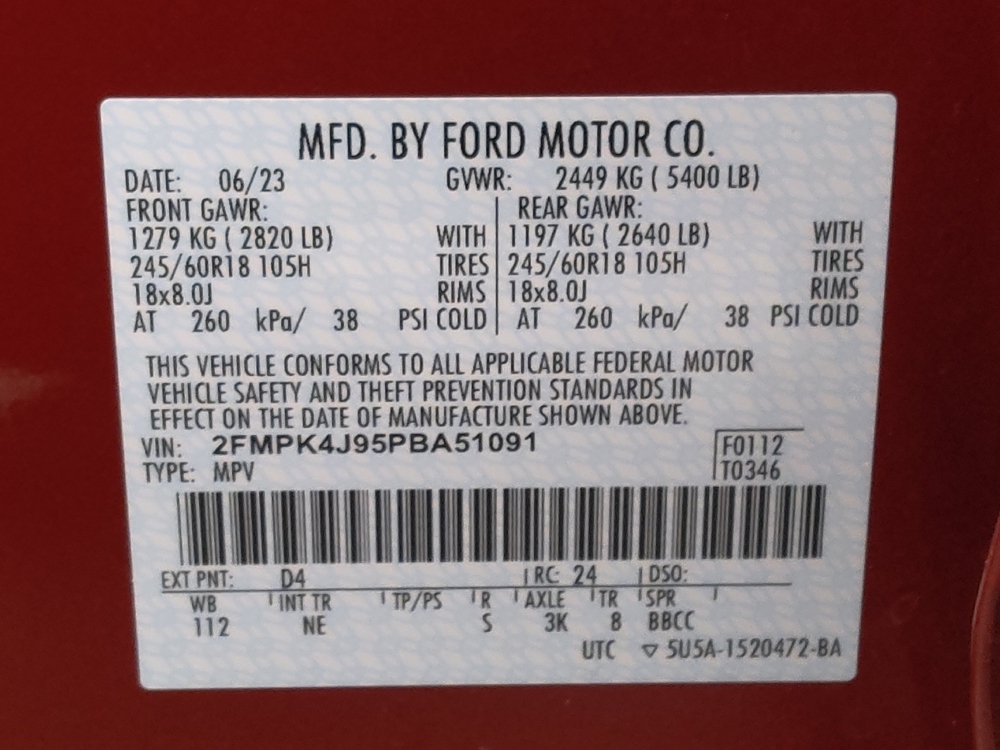 MFD. BY FORD MOTOR CO.
DATE: 06/23 GVWR: 2449 KG ( 5400 LB)
FRONT GAWR: REAR GAWR:
1279 KG ( 2820 LB) WITH 1197 KG ( 2640 LB) WITH
245/60R18 105H TIRES 245/60R18 105H TIRES
18x8.0J RIMS 18x8.0J RIMS
AT 260 kPa/ 38 PSI COLD AT 260 kPa/ 38 PSI COLD
THIS VEHICLE CONFORMS TO ALL APPLICABLE FEDERAL MOTOR
VEHICLE SAFETY AND THEFT PREVENTION STANDARDS IN
EFFECT ON THE DATE OF MANUFACTURE SHOWN ABOVE.
VIN: 2FMPK4J95PBA51091 F0112
TYPE: MPV T0346
EXT PNT: D4 RC: 24 DSO:
WB INT TR TP/PS R AXLE TR SPR
112 NE S 3K 8 BBCC
UTC ▽ 5U5A-1520472-BA